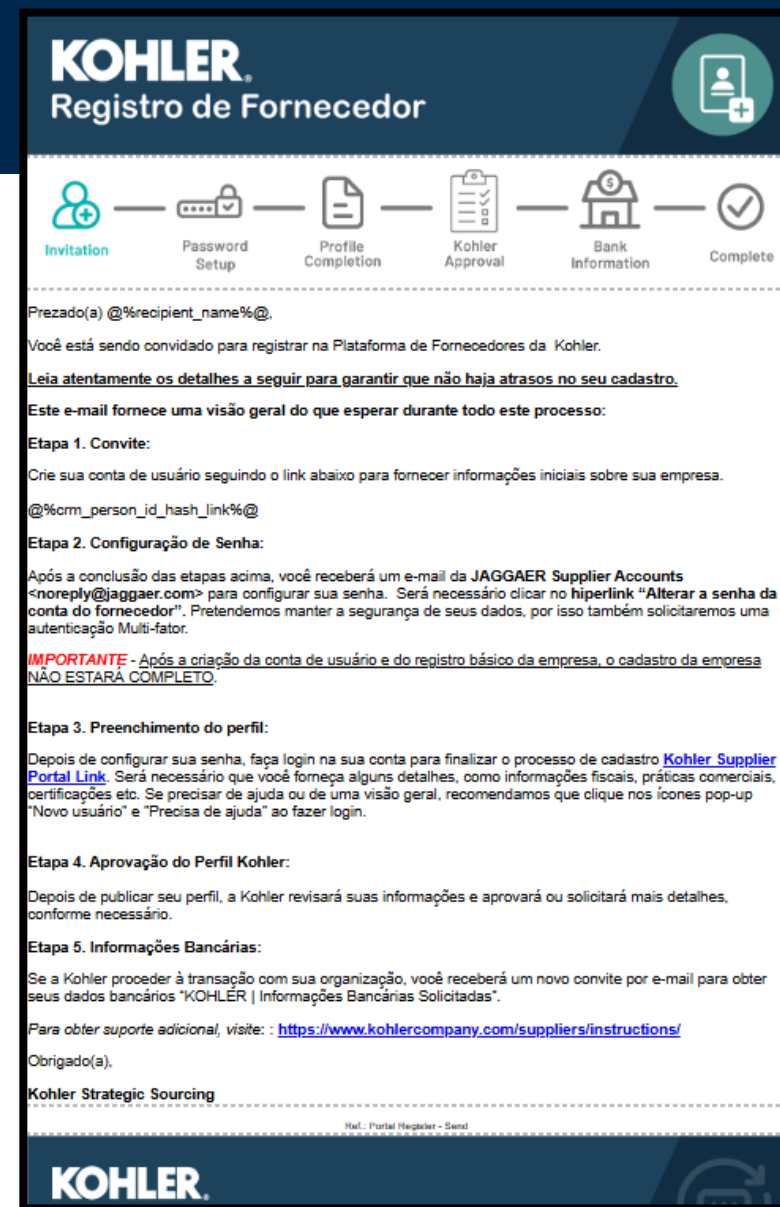 KOHLER®
Registro de Fornecedor
Invitation
Password
Setup
Profile
Completion
Kohler
Approval
Bank
Information
Complete
Prezado(a) @%recipient_name%@,
Você está sendo convidado para registrar na Plataforma de Fornecedores da Kohler.
Leia atentamente os detalhes a seguir para garantir que não haja atrasos no seu cadastro.
Este e-mail fornece uma visão geral do que esperar durante todo este processo:
Etapa 1. Convite:
Crie sua conta de usuário seguindo o link abaixo para fornecer informações iniciais sobre sua empresa.
@%crm_person_id_hash_link%@
Etapa 2. Configuração de Senha:
Após a conclusão das etapas acima, você receberá um e-mail da JAGGAER Supplier Accounts
<noreply@jaggaer.com> para configurar sua senha. Será necessário clicar no hiperlink “Alterar a senha da
conta do fornecedor”. Pretendemos manter a segurança de seus dados, por isso também solicitaremos uma
autenticação Multi-fator.
IMPORTANTE - Após a criação da conta de usuário e do registro básico da empresa, o cadastro da empresa
NÃO ESTARÁ COMPLETO.
Etapa 3. Preenchimento do perfil:
Depois de configurar sua senha, faça login na sua conta para finalizar o processo de cadastro Kohler Supplier
Portal Link. Será necessário que você forneça alguns detalhes, como informações fiscais, práticas comerciais,
certificações etc. Se precisar de ajuda ou de uma visão geral, recomendamos que clique nos ícones pop-up
"Novo usuário" e "Precisa de ajuda" ao fazer login.
Etapa 4. Aprovação do Perfil Kohler:
Depois de publicar seu perfil, a Kohler revisará suas informações e aprovará ou solicitará mais detalhes,
conforme necessário.
Etapa 5. Informações Bancárias:
Se a Kohler proceder à transação com sua organização, você receberá um novo convite por e-mail para obter
seus dados bancários "KOHLER | Informações Bancárias Solicitadas".
Para obter suporte adicional, visite: : https://www.kohlercompany.com/suppliers/instructions/
Obrigado(a),
Kohler Strategic Sourcing
Ref.: Portal Register - Send
KOHLER®